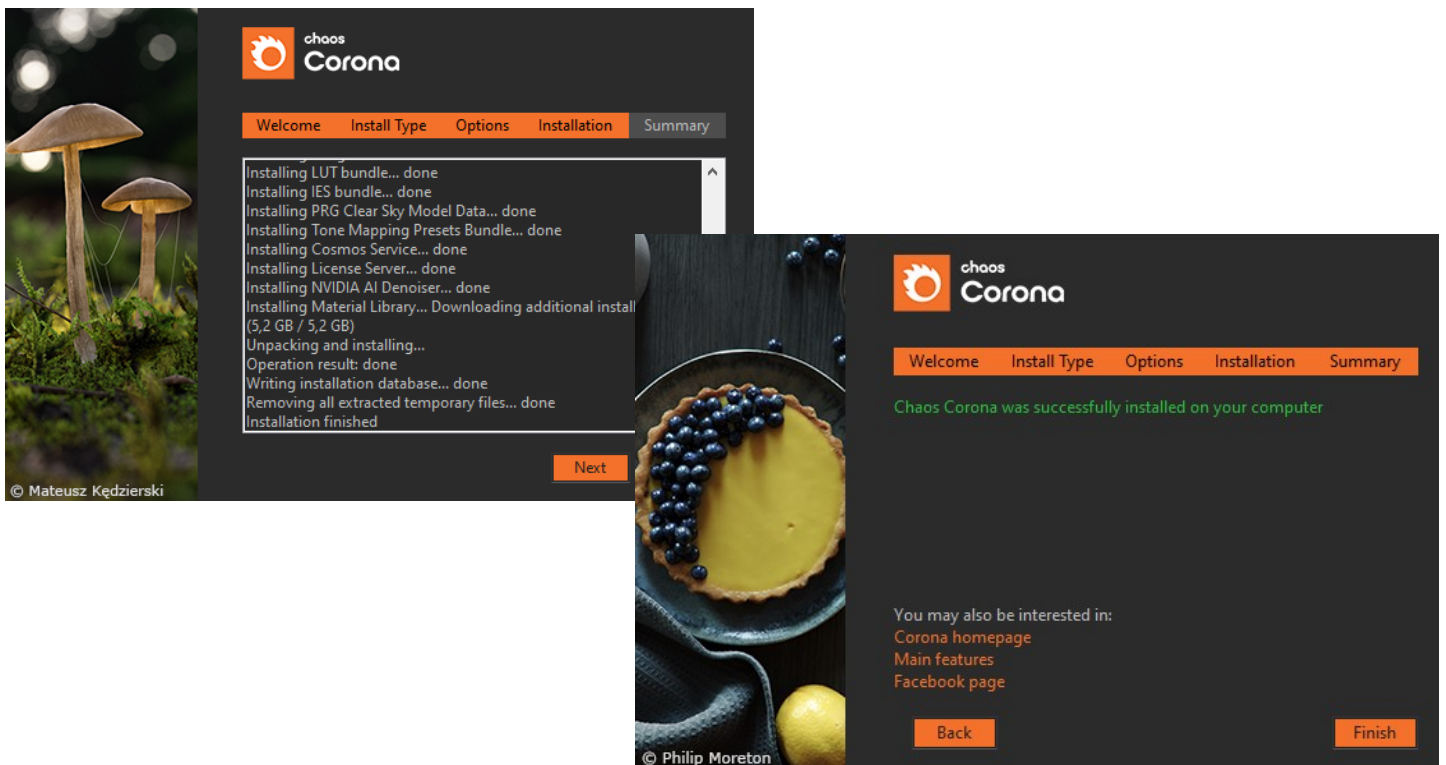 chaos
Corona
Welcome Install Type Options Installation Summary
Installing LUT bundle... done
Installing IES bundle... done
Installing PRG Clear Sky Model Data... done
Installing Tone Mapping Presets Bundle... done
Installing Cosmos Service... done
Installing License Server... done
Installing NVIDIA AI Denoiser... done
Installing Material Library... Downloading additional install
(5,2 GB / 5,2 GB)
Unpacking and installing...
Operation result: done
Writing installation database... done
Removing all extracted temporary files... done
Installation finished
Next
© Mateusz Kędzierski
chaos
Corona
Welcome Install Type Options Installation Summary
Chaos Corona was successfully installed on your computer
You may also be interested in:
Corona homepage
Main features
Facebook page
Back Finish
© Philip Moreton